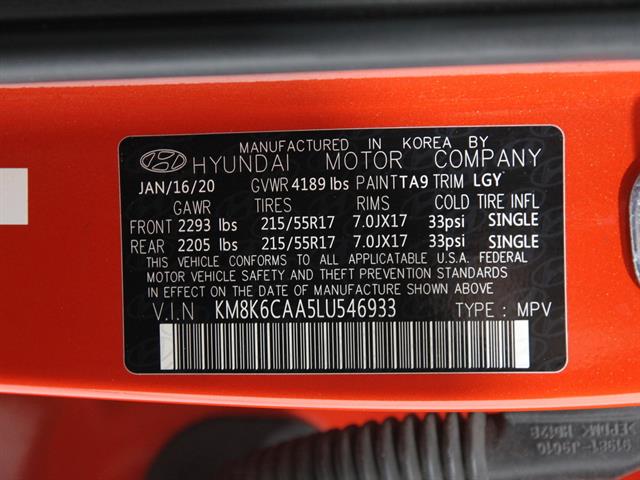 MANUFACTURED IN KOREA BY
HYUNDAI MOTOR COMPANY
JAN/16/20 GVWR 4189 lbs PAINT TA9 TRIM LGY
GAWR TIRES RIMS COLD TIRE INFL
FRONT 2293 lbs 215/55R17 7.0JX17 33psi SINGLE
REAR 2205 lbs 215/55R17 7.0JX17 33psi SINGLE
THIS VEHICLE CONFORMS TO ALL APPLICABLE U.S.A. FEDERAL
MOTOR VEHICLE SAFETY AND THEFT PREVENTION STANDARDS
IN EFFECT ON THE DATE OF MANUFACTURE SHOWN ABOVE.
V.I.N KM8K6CAA5LU546933 TYPE : MPV